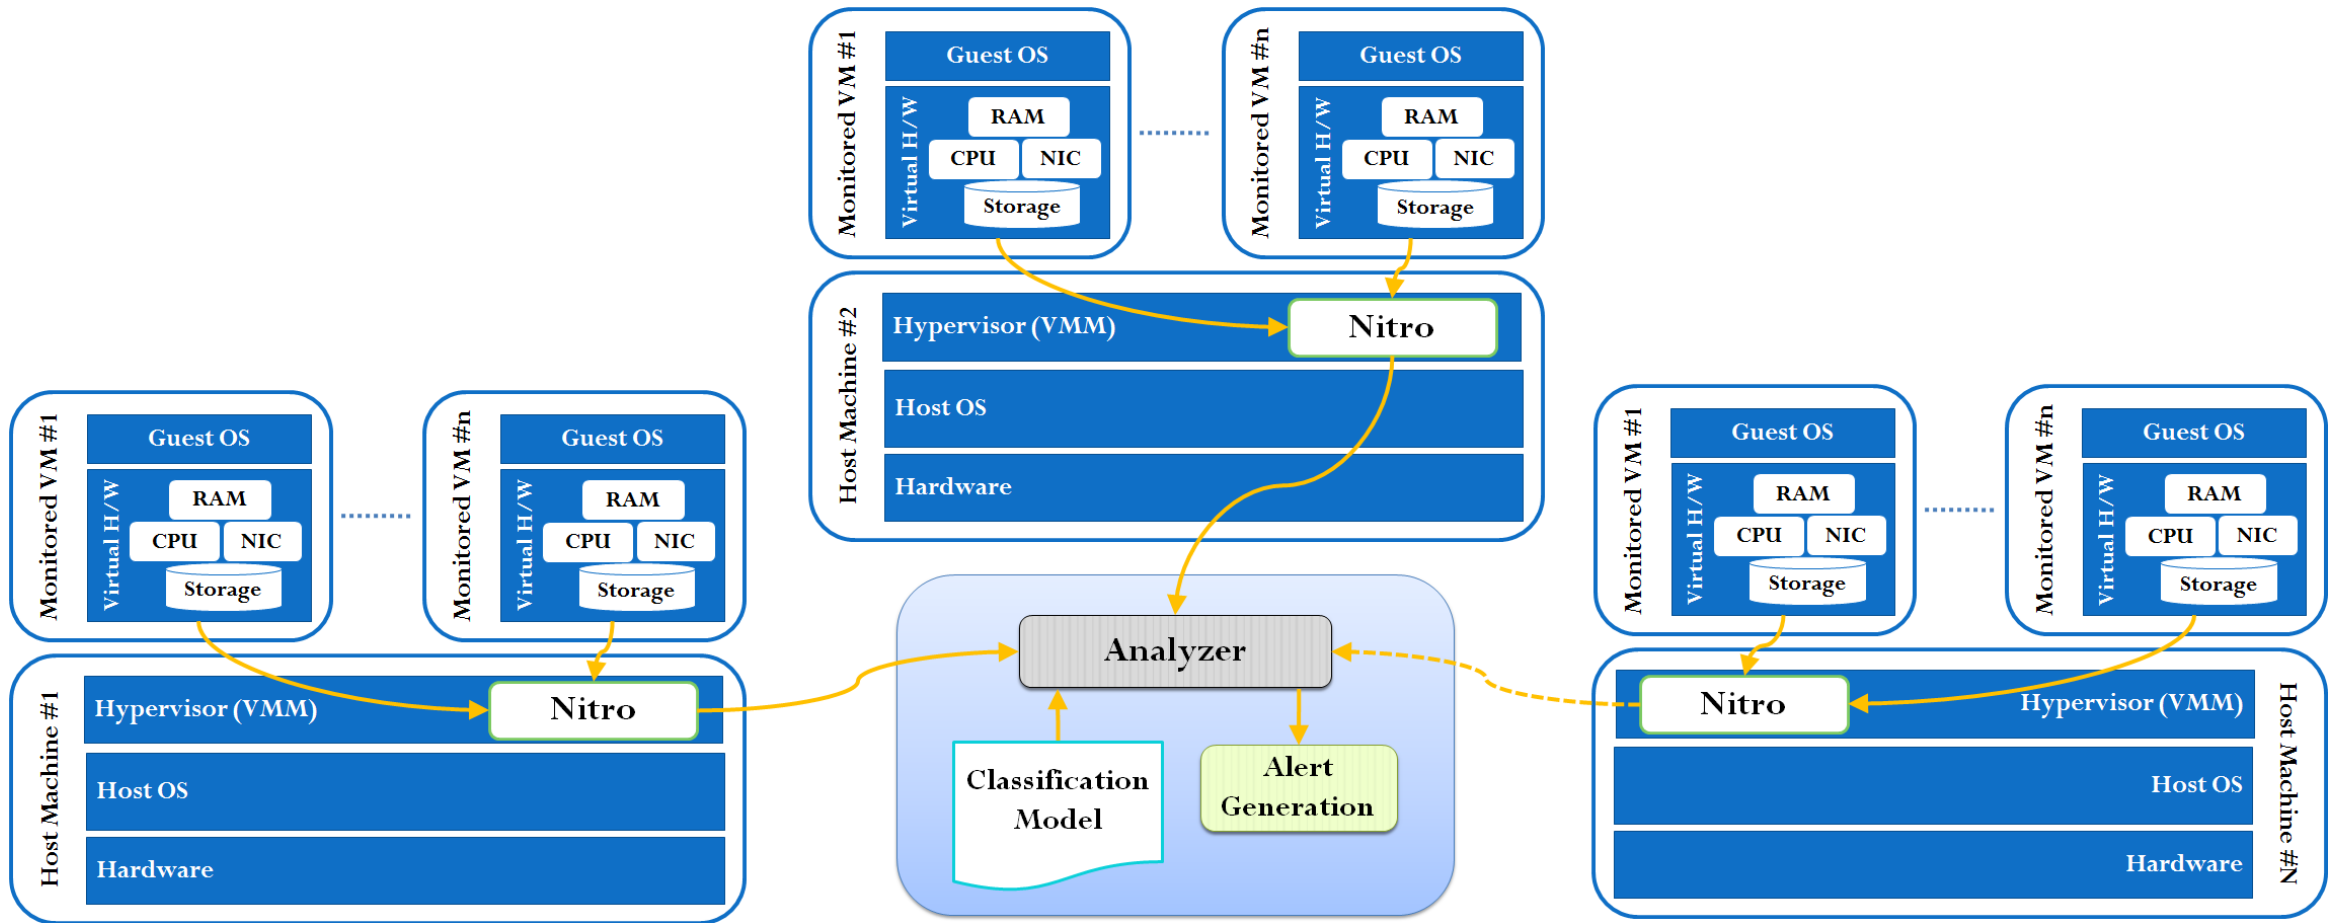 Monitored VM #1
Guest OS
Virtual H/W
RAM
CPU
NIC
Storage
Monitored VM #n
Guest OS
Virtual H/W
RAM
CPU
NIC
Storage
Host Machine #2
Hypervisor (VMM)
Nitro
Host OS
Hardware
Monitored VM #1
Guest OS
Virtual H/W
RAM
CPU
NIC
Storage
Monitored VM #n
Guest OS
Virtual H/W
RAM
CPU
NIC
Storage
Host Machine #1
Hypervisor (VMM)
Nitro
Host OS
Hardware
Analyzer
Classification
Model
Alert
Generation
Monitored VM #1
Guest OS
Virtual H/W
RAM
CPU
NIC
Storage
Monitored VM #n
Guest OS
Virtual H/W
RAM
CPU
NIC
Storage
Nitro
Hypervisor (VMM)
Host OS
Hardware
Host Machine #N